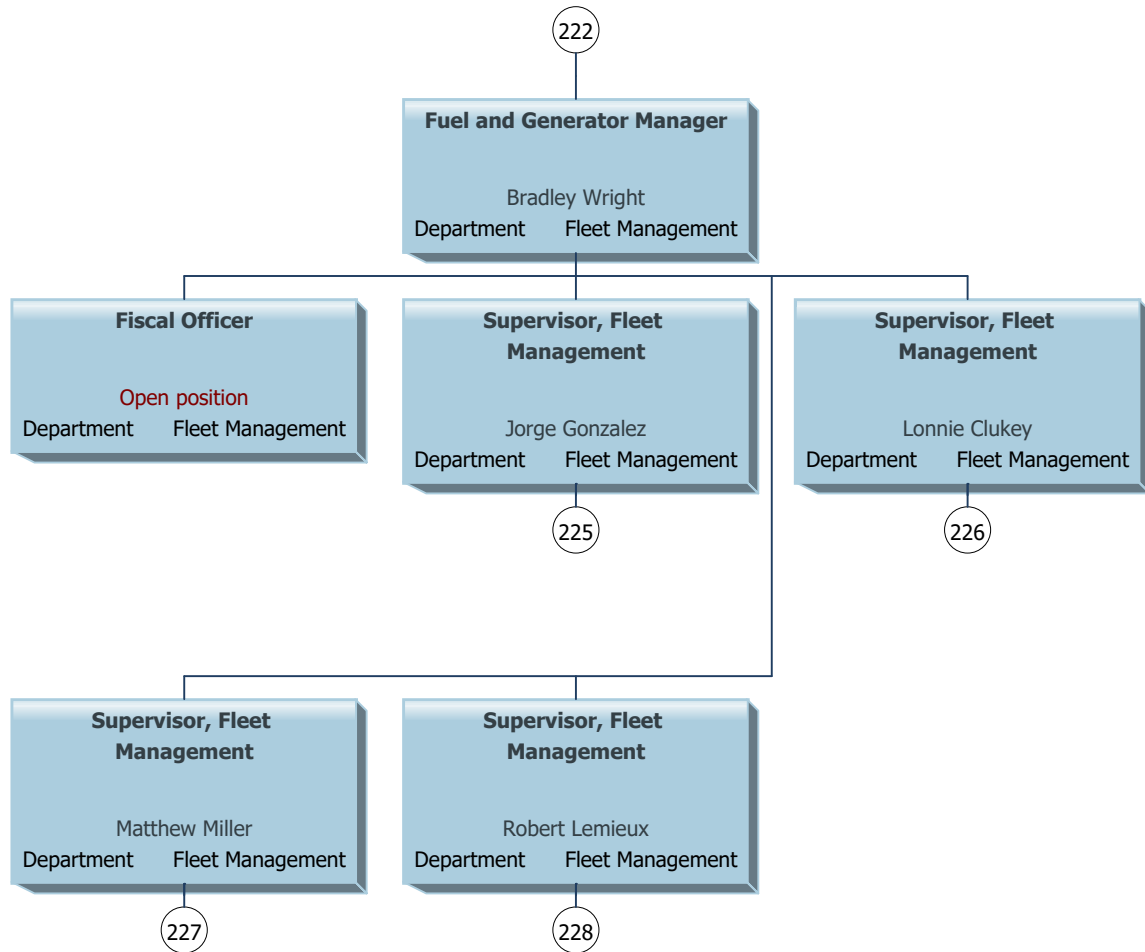 222
Fuel and Generator Manager
Bradley Wright
Department Fleet Management
Fiscal Officer
Open position
Department Fleet Management
Supervisor, Fleet
Management
Jorge Gonzalez
Department Fleet Management
225
Supervisor, Fleet
Management
Lonnie Clukey
Department Fleet Management
226
Supervisor, Fleet
Management
Matthew Miller
Department Fleet Management
227
Supervisor, Fleet
Management
Robert Lemieux
Department Fleet Management
228